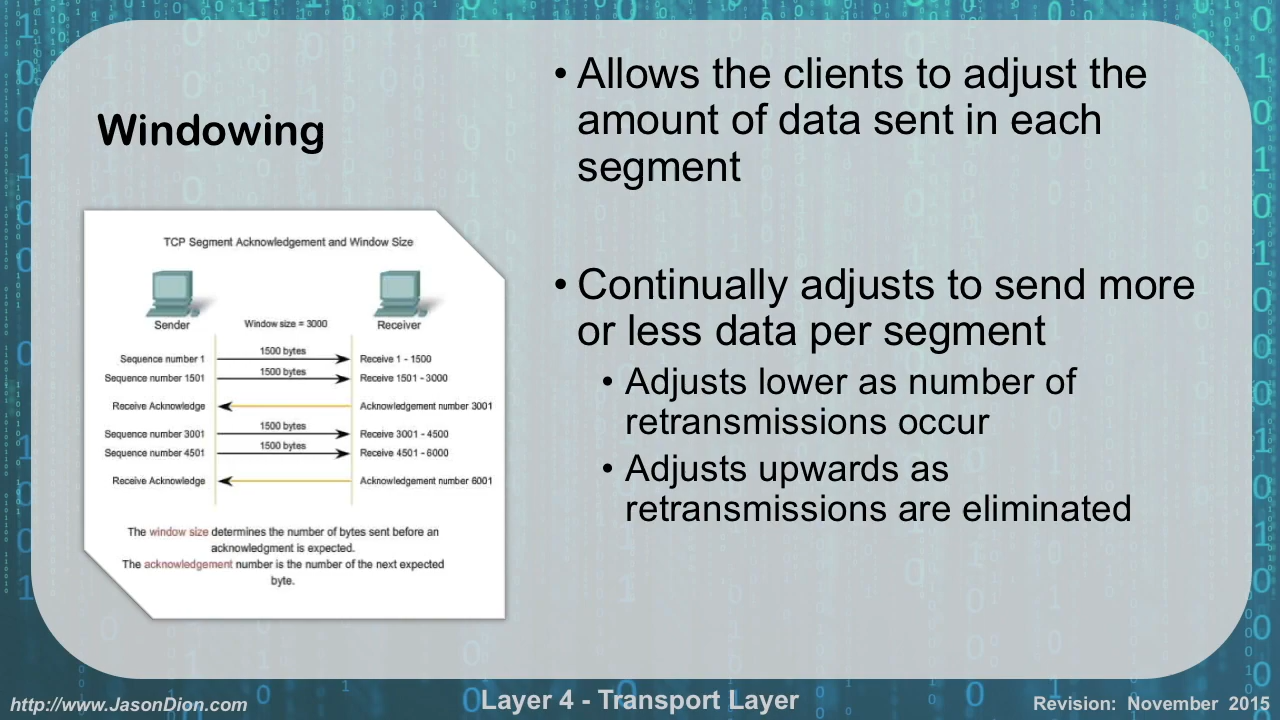 Windowing
TCP Segment Acknowledgement and Window Size
Sender
Window size = 3000
Receiver
Sequence number 1
1500 bytes
Receive 1 - 1500
Sequence number 1501
1500 bytes
Receive 1501 - 3000
Receive Acknowledge
Acknowledgement number 3001
Sequence number 3001
1500 bytes
Receive 3001 - 4500
Sequence number 4501
1500 bytes
Receive 4501 - 6000
Receive Acknowledge
Acknowledgement number 6001
The window size determines the number of bytes sent before an
acknowledgment is expected.
The acknowledgement number is the number of the next expected
byte.
• Allows the clients to adjust the
amount of data sent in each
segment
• Continually adjusts to send more
or less data per segment
• Adjusts lower as number of
retransmissions occur
• Adjusts upwards as
retransmissions are eliminated
http://www.JasonDion.com
Layer 4 - Transport Layer
Revision: November 2015